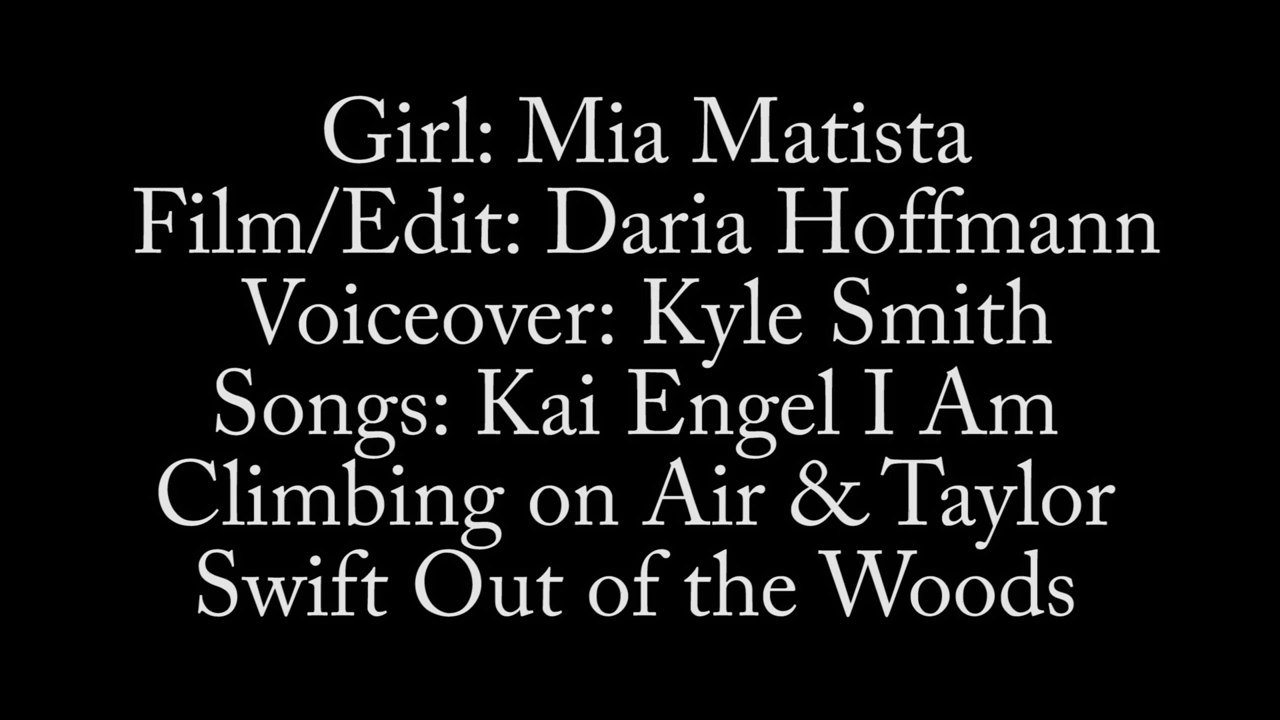 Girl: Mia Matista
Film/Edit: Daria Hoffmann
Voiceover: Kyle Smith
Songs: Kai Engel I Am
Climbing on Air & Taylor
Swift Out of the Woods